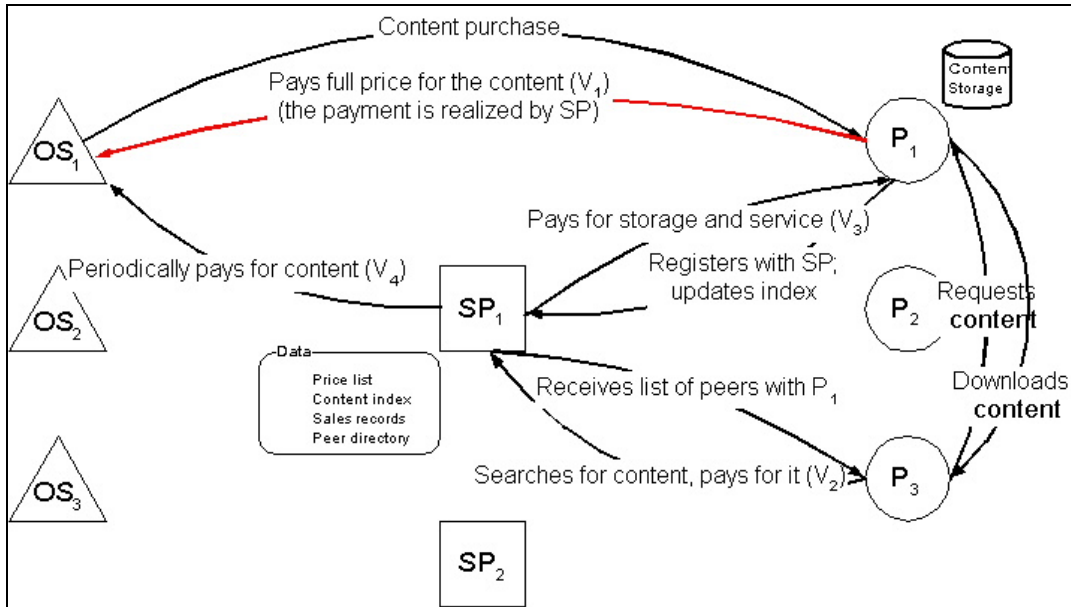 Content purchase
Pays full price for the content (V1)
(the payment is realized by SP)
Content
Storage
OS1
P1
Pays for storage and service (V3)
Periodically pays for content (V4)
Registers with SP;
updates index
OS2
SP1
P2
Requests
content
Data
Price list
Content index
Sales records
Peer directory
Receives list of peers with P1
Downloads
content
Searches for content, pays for it (V2)
OS3
P3
SP2